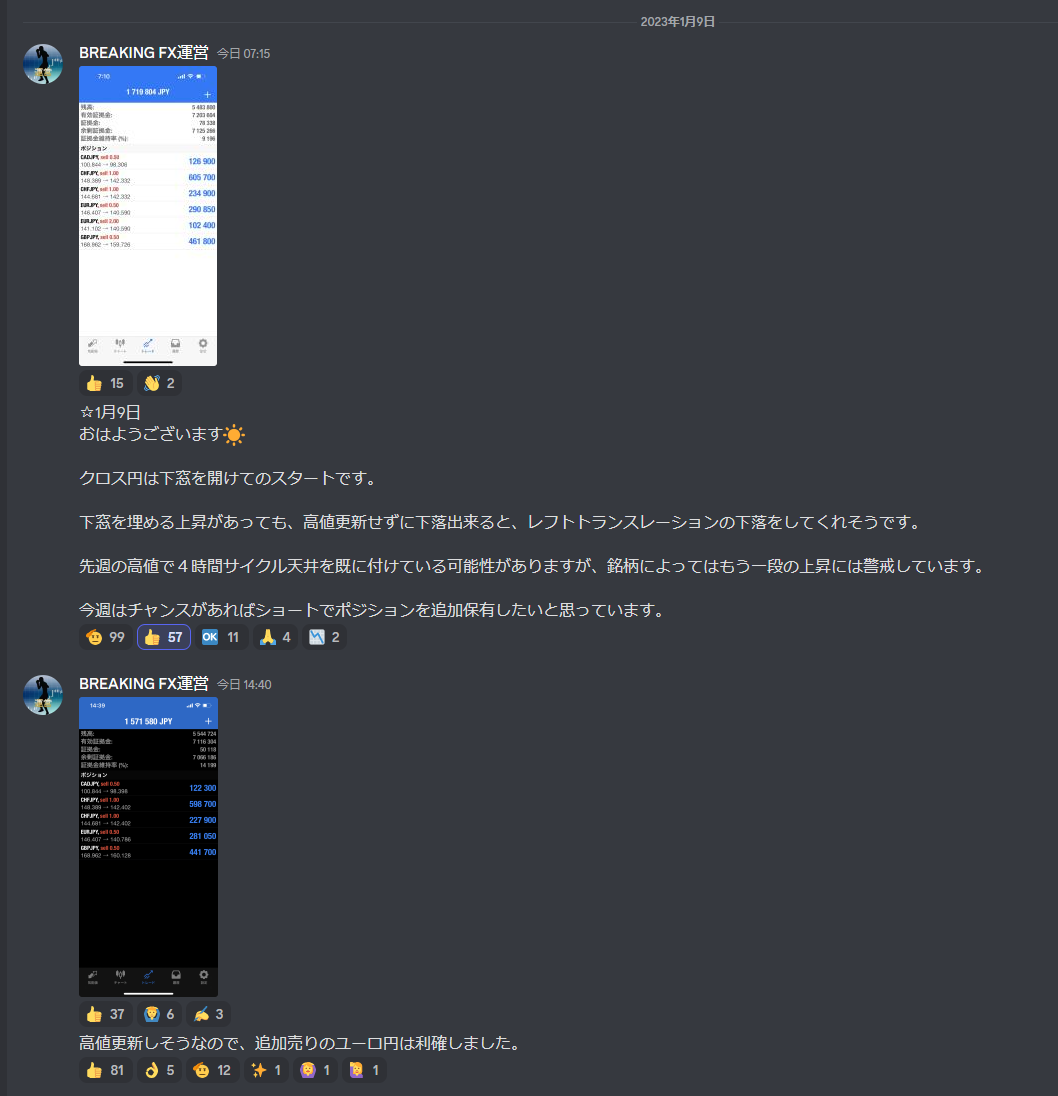 2023年1月9日
BREAKING FX運営 今日 07:15
7:16
1 719 804 JPY +
残高: 5 483 800
有効証拠金: 7 203 604
証拠金: 78 338
余剰証拠金: 7 125 266
証拠金維持率 (%): 9 196
ポジション
CADJPY, sell 0.50
100.844 → 98.306 126 900
CHFJPY, sell 1.00
148.389 → 142.332 605 700
CHFJPY, sell 1.00
144.681 → 142.332 234 900
EURJPY, sell 0.50
146.407 → 140.590 290 850
EURJPY, sell 2.00
141.102 → 140.590 102 400
GBPJPY, sell 0.50
168.962 → 159.726 461 800
チャート トレード
15 2
☆1月9日
おはようございます
クロス円は下窓を開けてのスタートです。
下窓を埋める上昇があっても、高値更新せずに下落出来ると、レフトトランスレーションの下落をしてくれそうです。
先週の高値で４時間サイクル天井を既に付けている可能性がありますが、銘柄によってはもう一段の上昇には警戒しています。
今週はチャンスがあればショートでポジションを追加保有したいと思っています。
99 57 OK 11 4 2
BREAKING FX運営 今日 14:40
14:39
1 571 580 JPY +
残高: 5 544 724
有効証拠金: 7 116 304
証拠金: 50 118
余剰証拠金: 7 066 186
証拠金維持率 (%): 14 199
ポジション
CADJPY, sell 0.50
100.844 → 98.398 122 300
CHFJPY, sell 1.00
148.389 → 142.402 598 700
CHFJPY, sell 1.00
144.681 → 142.402 227 900
EURJPY, sell 0.50
146.407 → 140.786 281 050
GBPJPY, sell 0.50
168.962 → 160.128 441 700
チャート トレード
37 6 3
高値更新しそうなので、追加売りのユーロ円は利確しました。
81 5 12 1 1 1